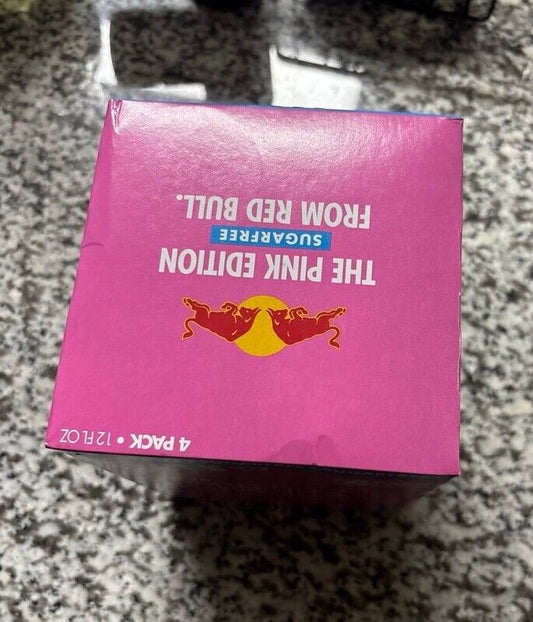 4 PACK • 12 FL OZ
THE PINK EDITION
SUGARFREE
FROM RED BULL.